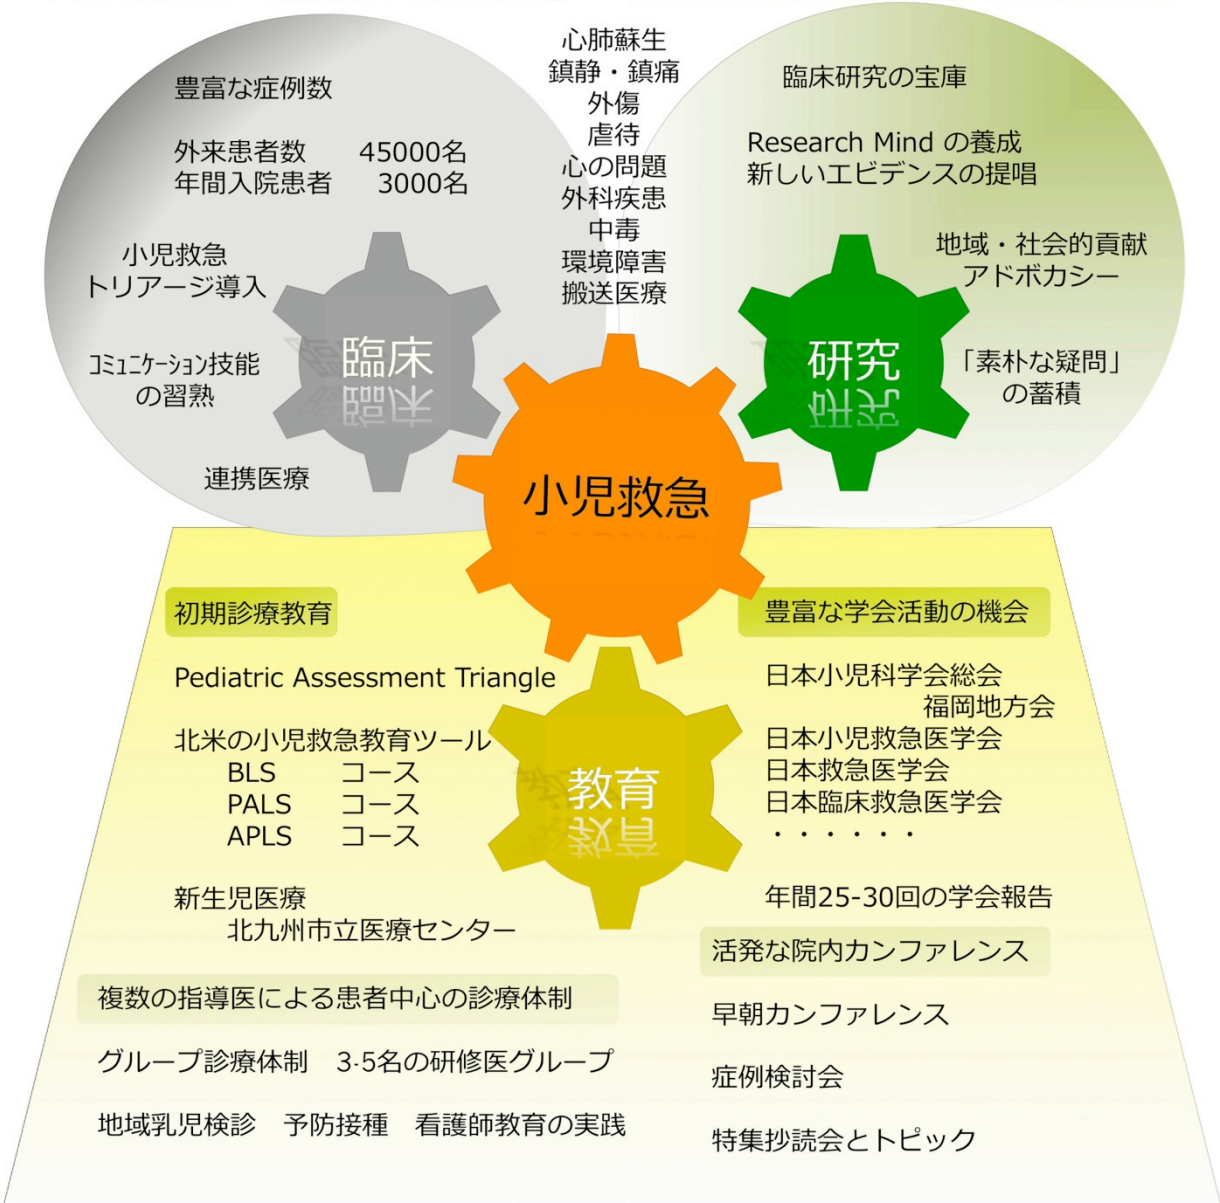 心肺蘇生
鎮静・鎮痛
外傷
虐待
心の問題
外科疾患
中毒
環境障害
搬送医療
豊富な症例数
外来患者数 45000名
年間入院患者 3000名
小児救急
トリアージ導入
ｺﾐｭﾆｹｰｼｮﾝ技能
の習熟
連携医療
臨床
臨床研究の宝庫
Research Mind の養成
新しいエビデンスの提唱
地域・社会的貢献
アドボカシー
「素朴な疑問」
の蓄積
研究
小児救急
教育
初期診療教育
Pediatric Assessment Triangle
北米の小児救急教育ツール
BLS コース
PALS コース
APLS コース
新生児医療
北九州市立医療センター
複数の指導医による患者中心の診療体制
グループ診療体制 3-5名の研修医グループ
地域乳児検診 予防接種 看護師教育の実践
豊富な学会活動の機会
日本小児科学会総会
福岡地方会
日本小児救急医学会
日本救急医学会
日本臨床救急医学会
・・・・・・
年間25-30回の学会報告
活発な院内カンファレンス
早朝カンファレンス
症例検討会
特集抄読会とトピック